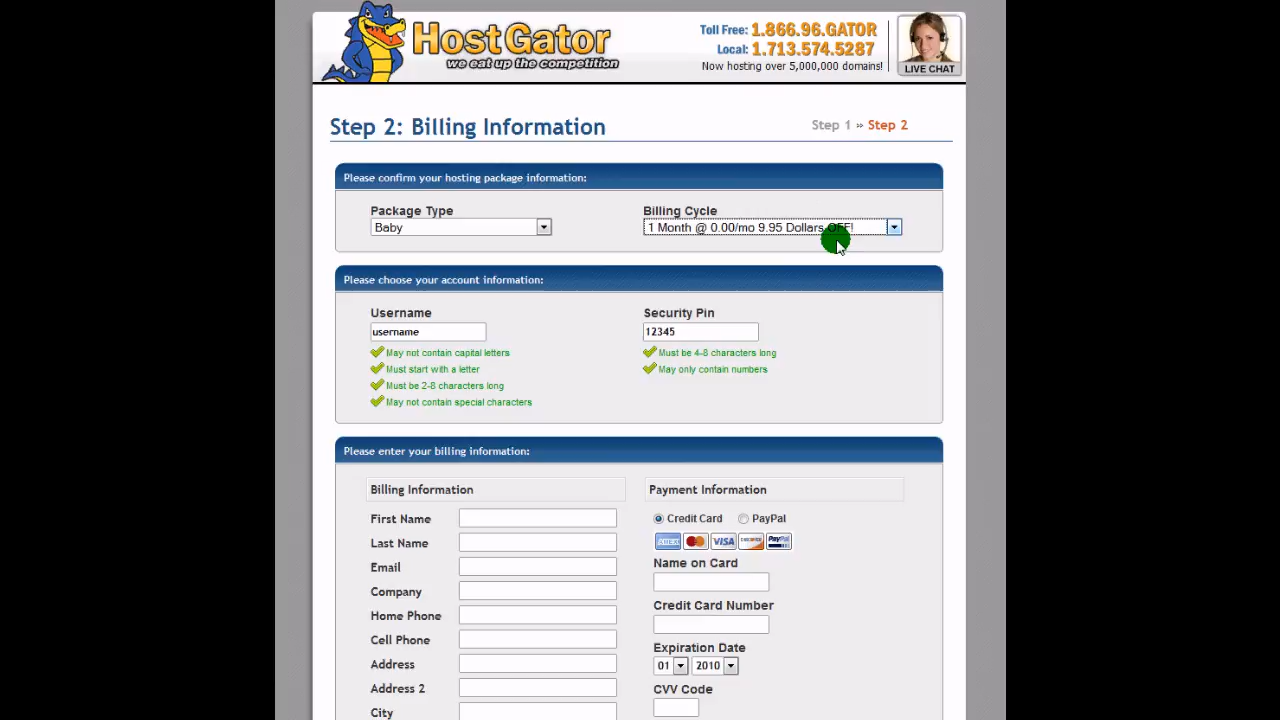 HostGator
we eat up the competition
Toll Free: 1.866.96.GATOR
Local: 1.713.574.5287
Now hosting over 5,000,000 domains!
LIVE CHAT
Step 2: Billing Information
Step 1 » Step 2
Please confirm your hosting package information:
Package Type
Billing Cycle
Baby
1 Month @ 0.00/mo 9.95 Dollars OFF!
Please choose your account information:
Username
Security Pin
username
12345
May not contain capital letters
Must be 4-8 characters long
Must start with a letter
May only contain numbers
Must be 2-8 characters long
May not contain special characters
Please enter your billing information:
Billing Information
Payment Information
First Name
Credit Card
PayPal
Last Name
AMEX
VISA
PayPal
Email
Name on Card
Company
Credit Card Number
Home Phone
Cell Phone
Expiration Date
Address
01
2010
Address 2
CVV Code
City